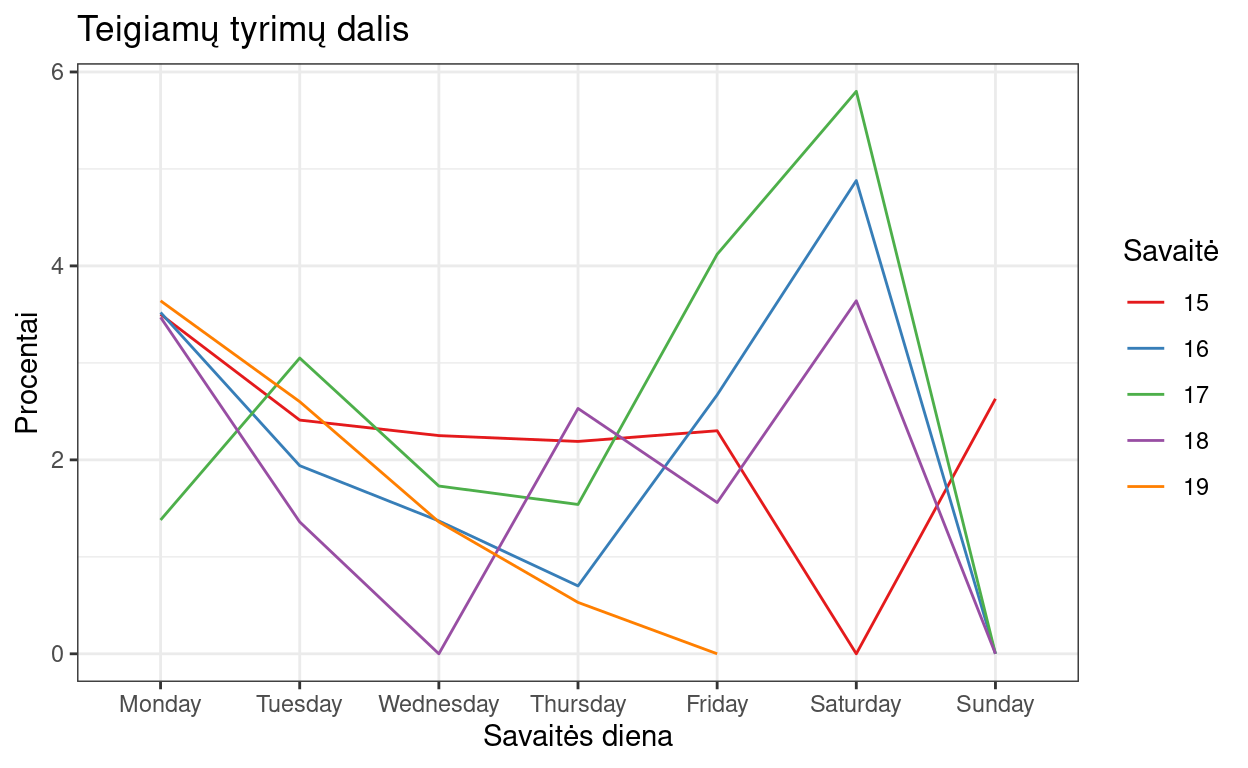 Teigiamų tyrimų dalis
Procentai
6
4
2
0
Monday Tuesday Wednesday Thursday Friday Saturday Sunday
Savaitės diena
Savaitė
15
16
17
18
19